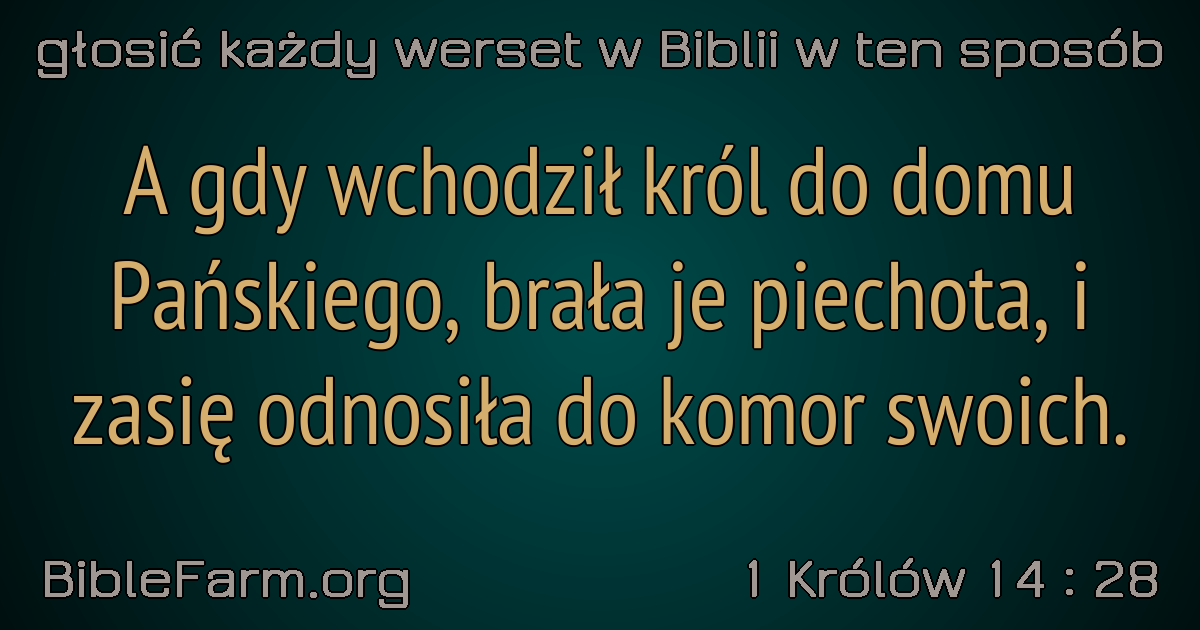 głosić każdy werset w Biblii w ten sposób
A gdy wchodził król do domu
Pańskiego, brała je piechota, i
zasię odnosiła do komor swoich.
BibleFarm.org
1 Królów 14 : 28